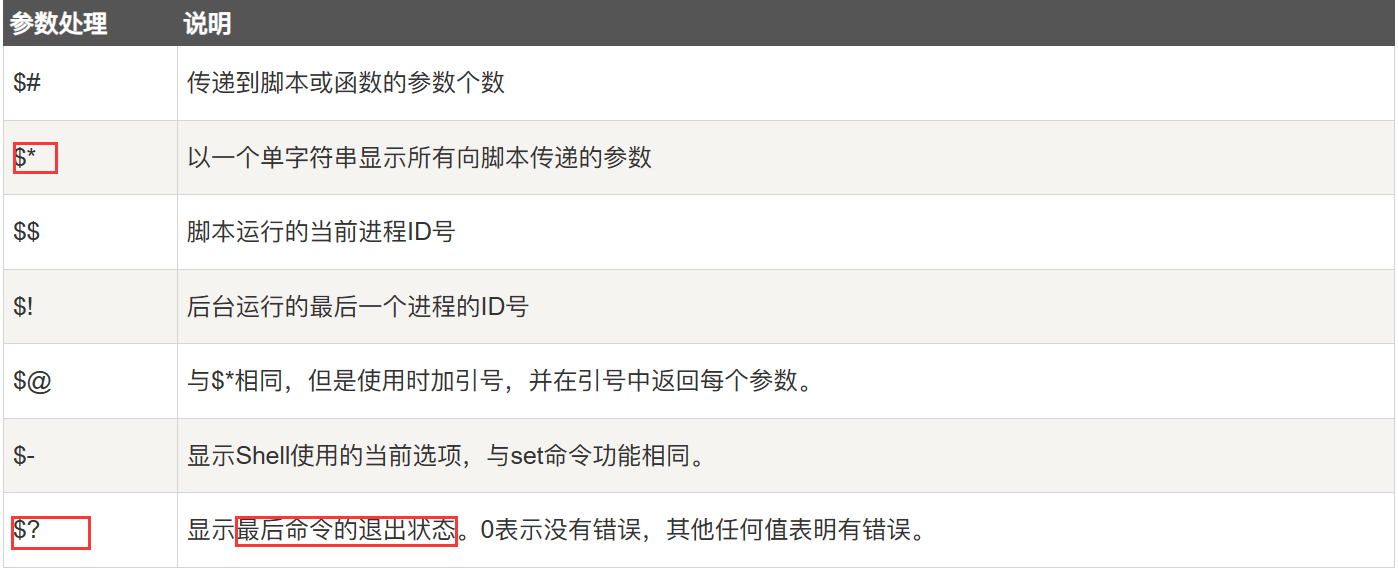 参数处理 说明
$# 传递到脚本或函数的参数个数
$* 以一个单字符串显示所有向脚本传递的参数
$$ 脚本运行的当前进程ID号
$! 后台运行的最后一个进程的ID号
$@ 与$*相同，但是使用时加引号，并在引号中返回每个参数。
$- 显示Shell使用的当前选项，与set命令功能相同。
$? 显示最后命令的退出状态。0表示没有错误，其他任何值表明有错误。